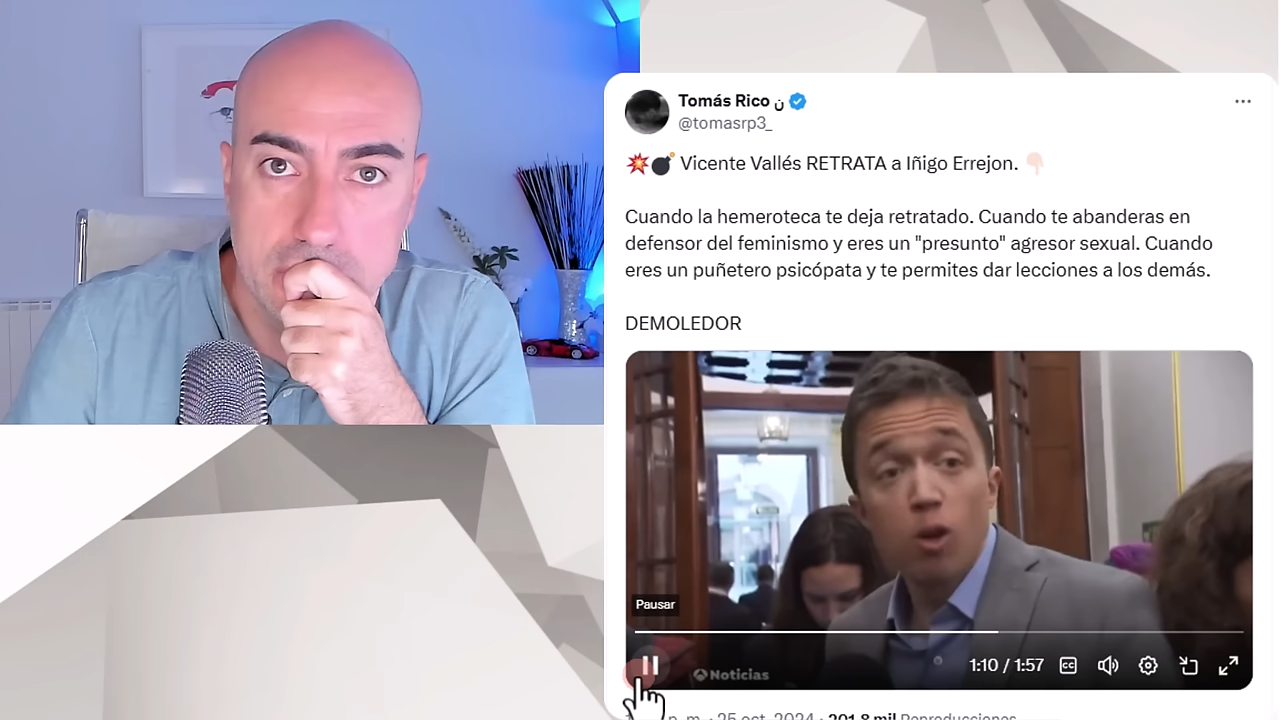 Tomás Rico ن
@tomasrp3_
💥💣 Vicente Vallés RETRATA a Iñigo Errejon. 👇🏻
Cuando la hemeroteca te deja retratado. Cuando te abanderas en
defensor del feminismo y eres un "presunto" agresor sexual. Cuando
eres un puñetero psicópata y te permites dar lecciones a los demás.
DEMOLEDOR
Pausar
1:10 / 1:57
CC
Noticias
p. m. · 25 oct. 2024 · 201,8 mil Reproducciones